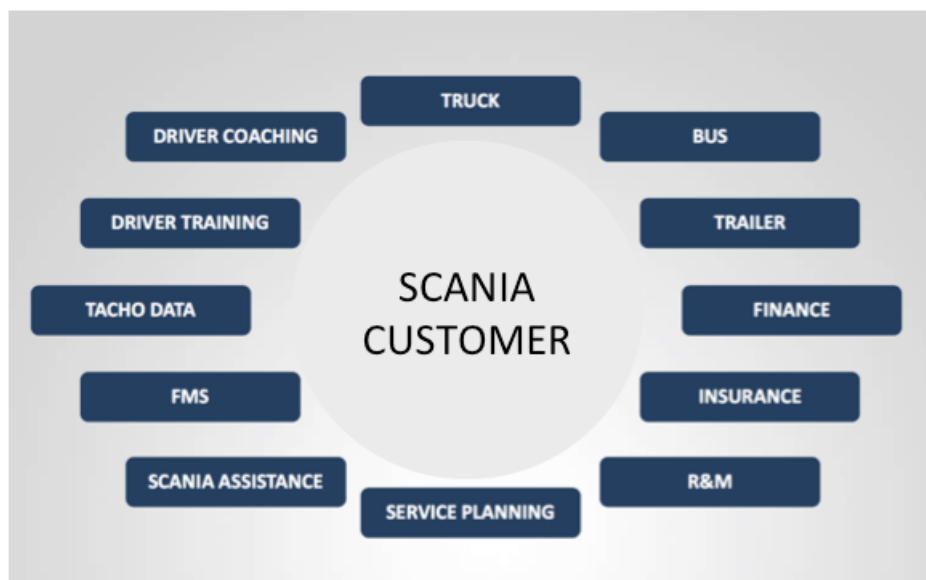 TRUCK
DRIVER COACHING
BUS
DRIVER TRAINING
TRAILER
SCANIA
CUSTOMER
TACHO DATA
FINANCE
FMS
INSURANCE
SCANIA ASSISTANCE
R&M
SERVICE PLANNING